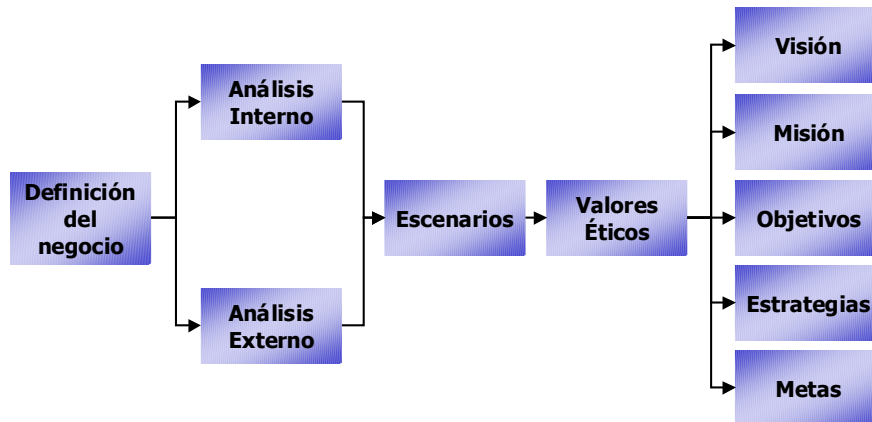 Definición
del
negocio
Análisis
Interno
Análisis
Externo
Escenarios
Valores
Éticos
Visión
Misión
Objetivos
Estrategias
Metas